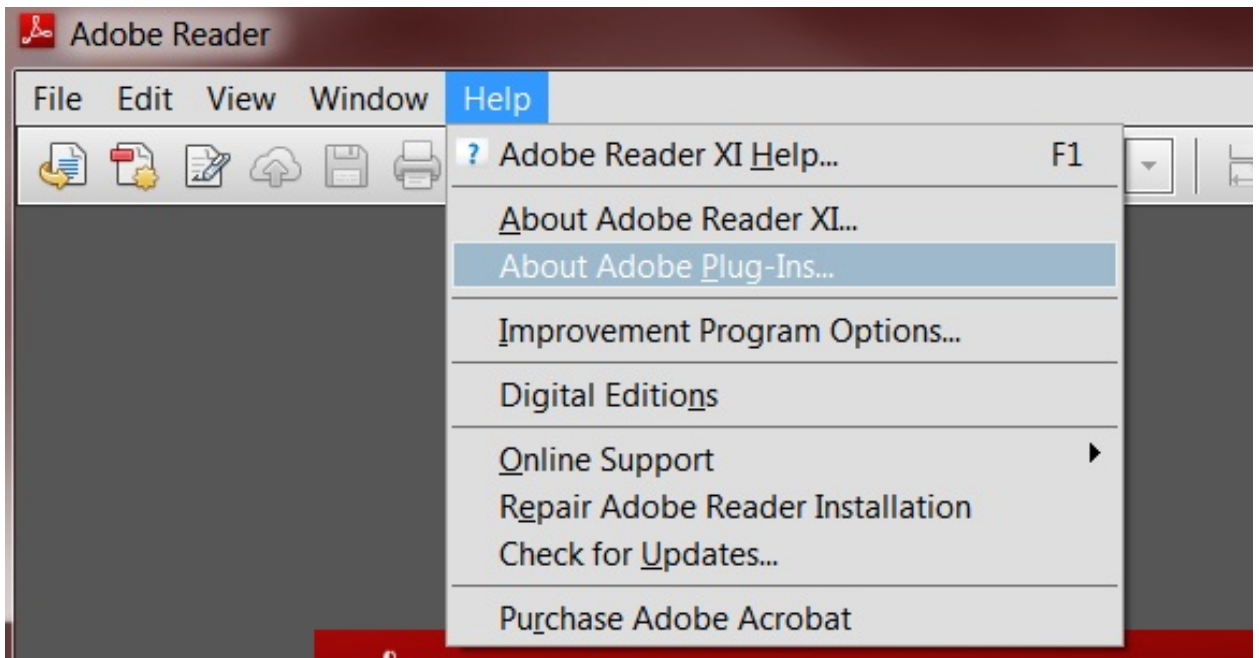 Adobe Reader
File Edit View Window Help
? Adobe Reader XI Help... F1
About Adobe Reader XI...
About Adobe Plug-Ins...
Improvement Program Options...
Digital Editions
Online Support
Repair Adobe Reader Installation
Check for Updates...
Purchase Adobe Acrobat